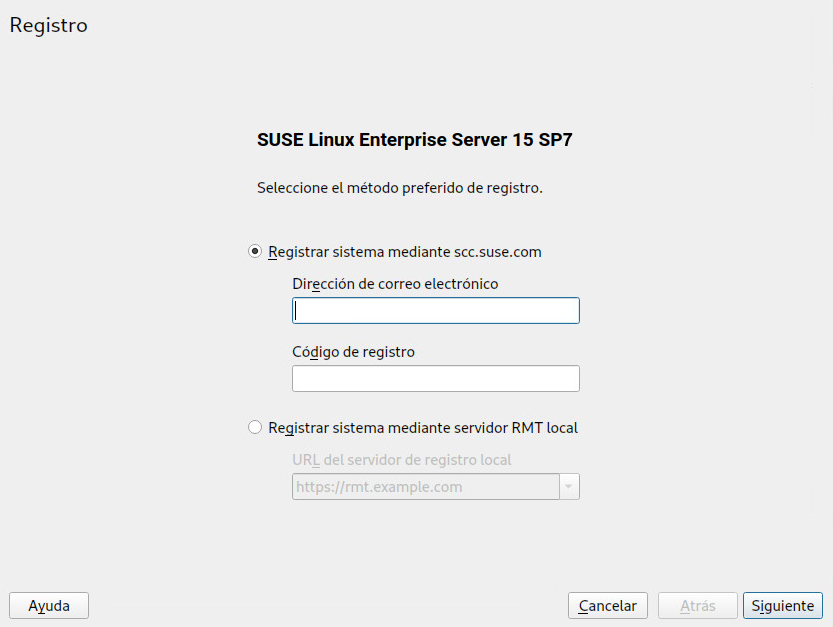 Registro
SUSE Linux Enterprise Server 15 SP7
Seleccione el método preferido de registro.
Registrar sistema mediante scc.suse.com
Dirección de correo electrónico
Código de registro
Registrar sistema mediante servidor RMT local
URL del servidor de registro local
https://rmt.example.com
Ayuda
Cancelar
Atrás
Siguiente